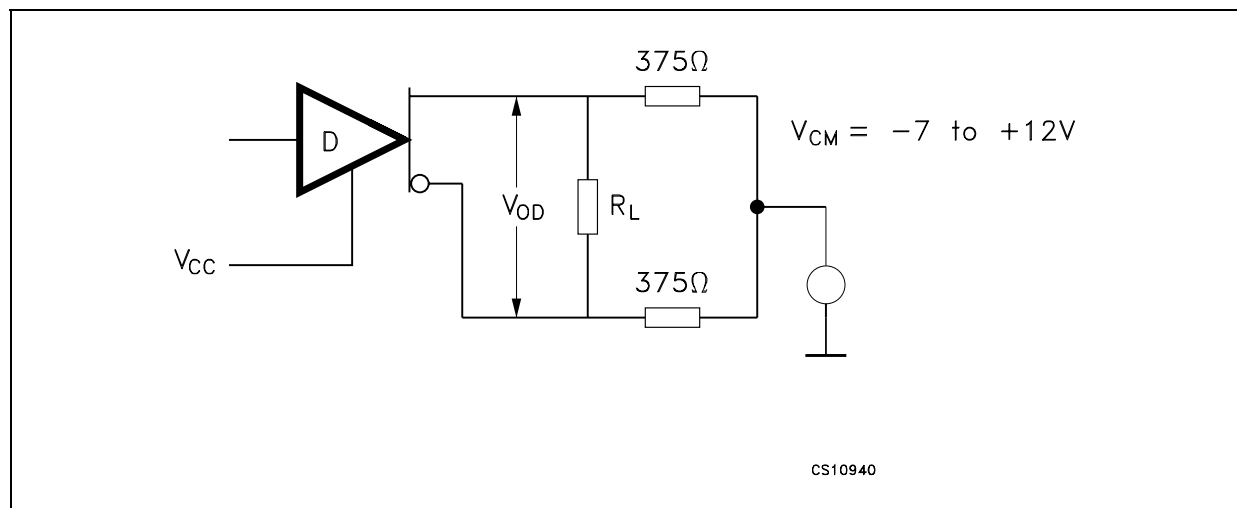 375Ω
V_CM = -7 to +12V
D
V_OD
R_L
V_CC
375Ω
CS10940